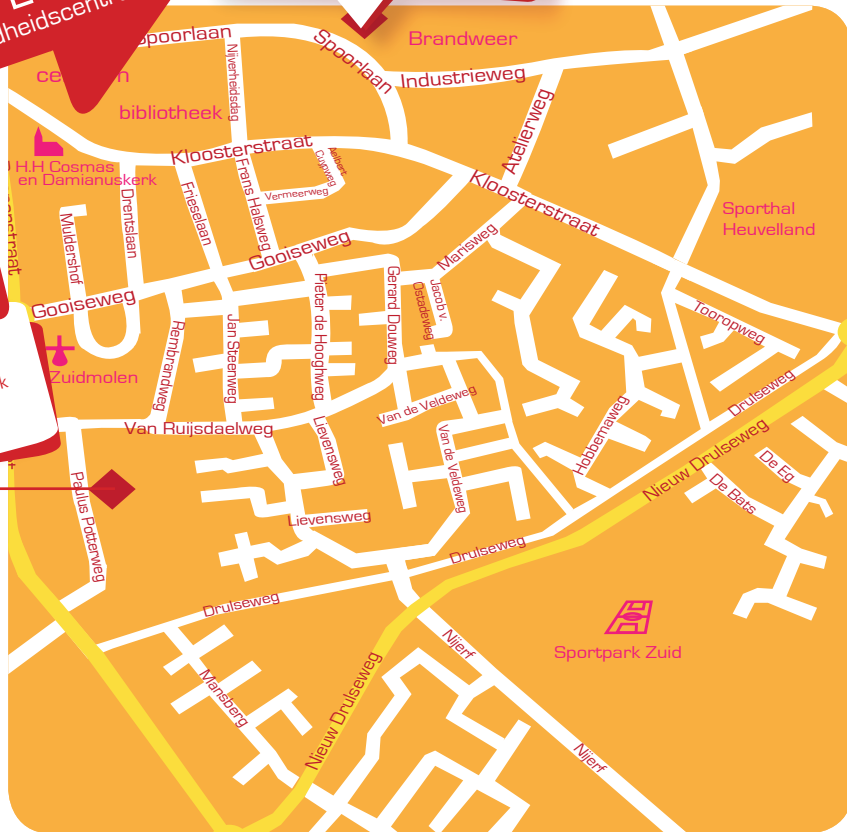 Spoorlaan
Brandweer
Spoorlaan
Industrieweg
Nijverheidsdag
bibliotheek
Atelierweg
Kloosterstraat
H.H Cosmas
en Damianuskerk
Aelbert
Cuypweg
Vermeerweg
Frans Halsweg
Frieselaan
Drentslaan
Muldershof
Kloosterstraat
Sporthal
Heuvelland
Gooiseweg
Marisweg
Gooiseweg
Pieter de Hooghweg
Gerard Douweg
Jacob v.
Ostadeweg
Tooropweg
Rembrandweg
Jan Steenweg
Zuidmolen
Drulseweg
Van de Veldeweg
Van Ruijsdaelweg
Lievensweg
Van de Veldeweg
Hobbemaweg
Nieuw Drulseweg
De Eg
De Bats
Paulus Potterweg
Lievensweg
Drulseweg
Drulseweg
Nijerf
Sportpark Zuid
Mansberg
Nieuw Drulseweg
Nijerf